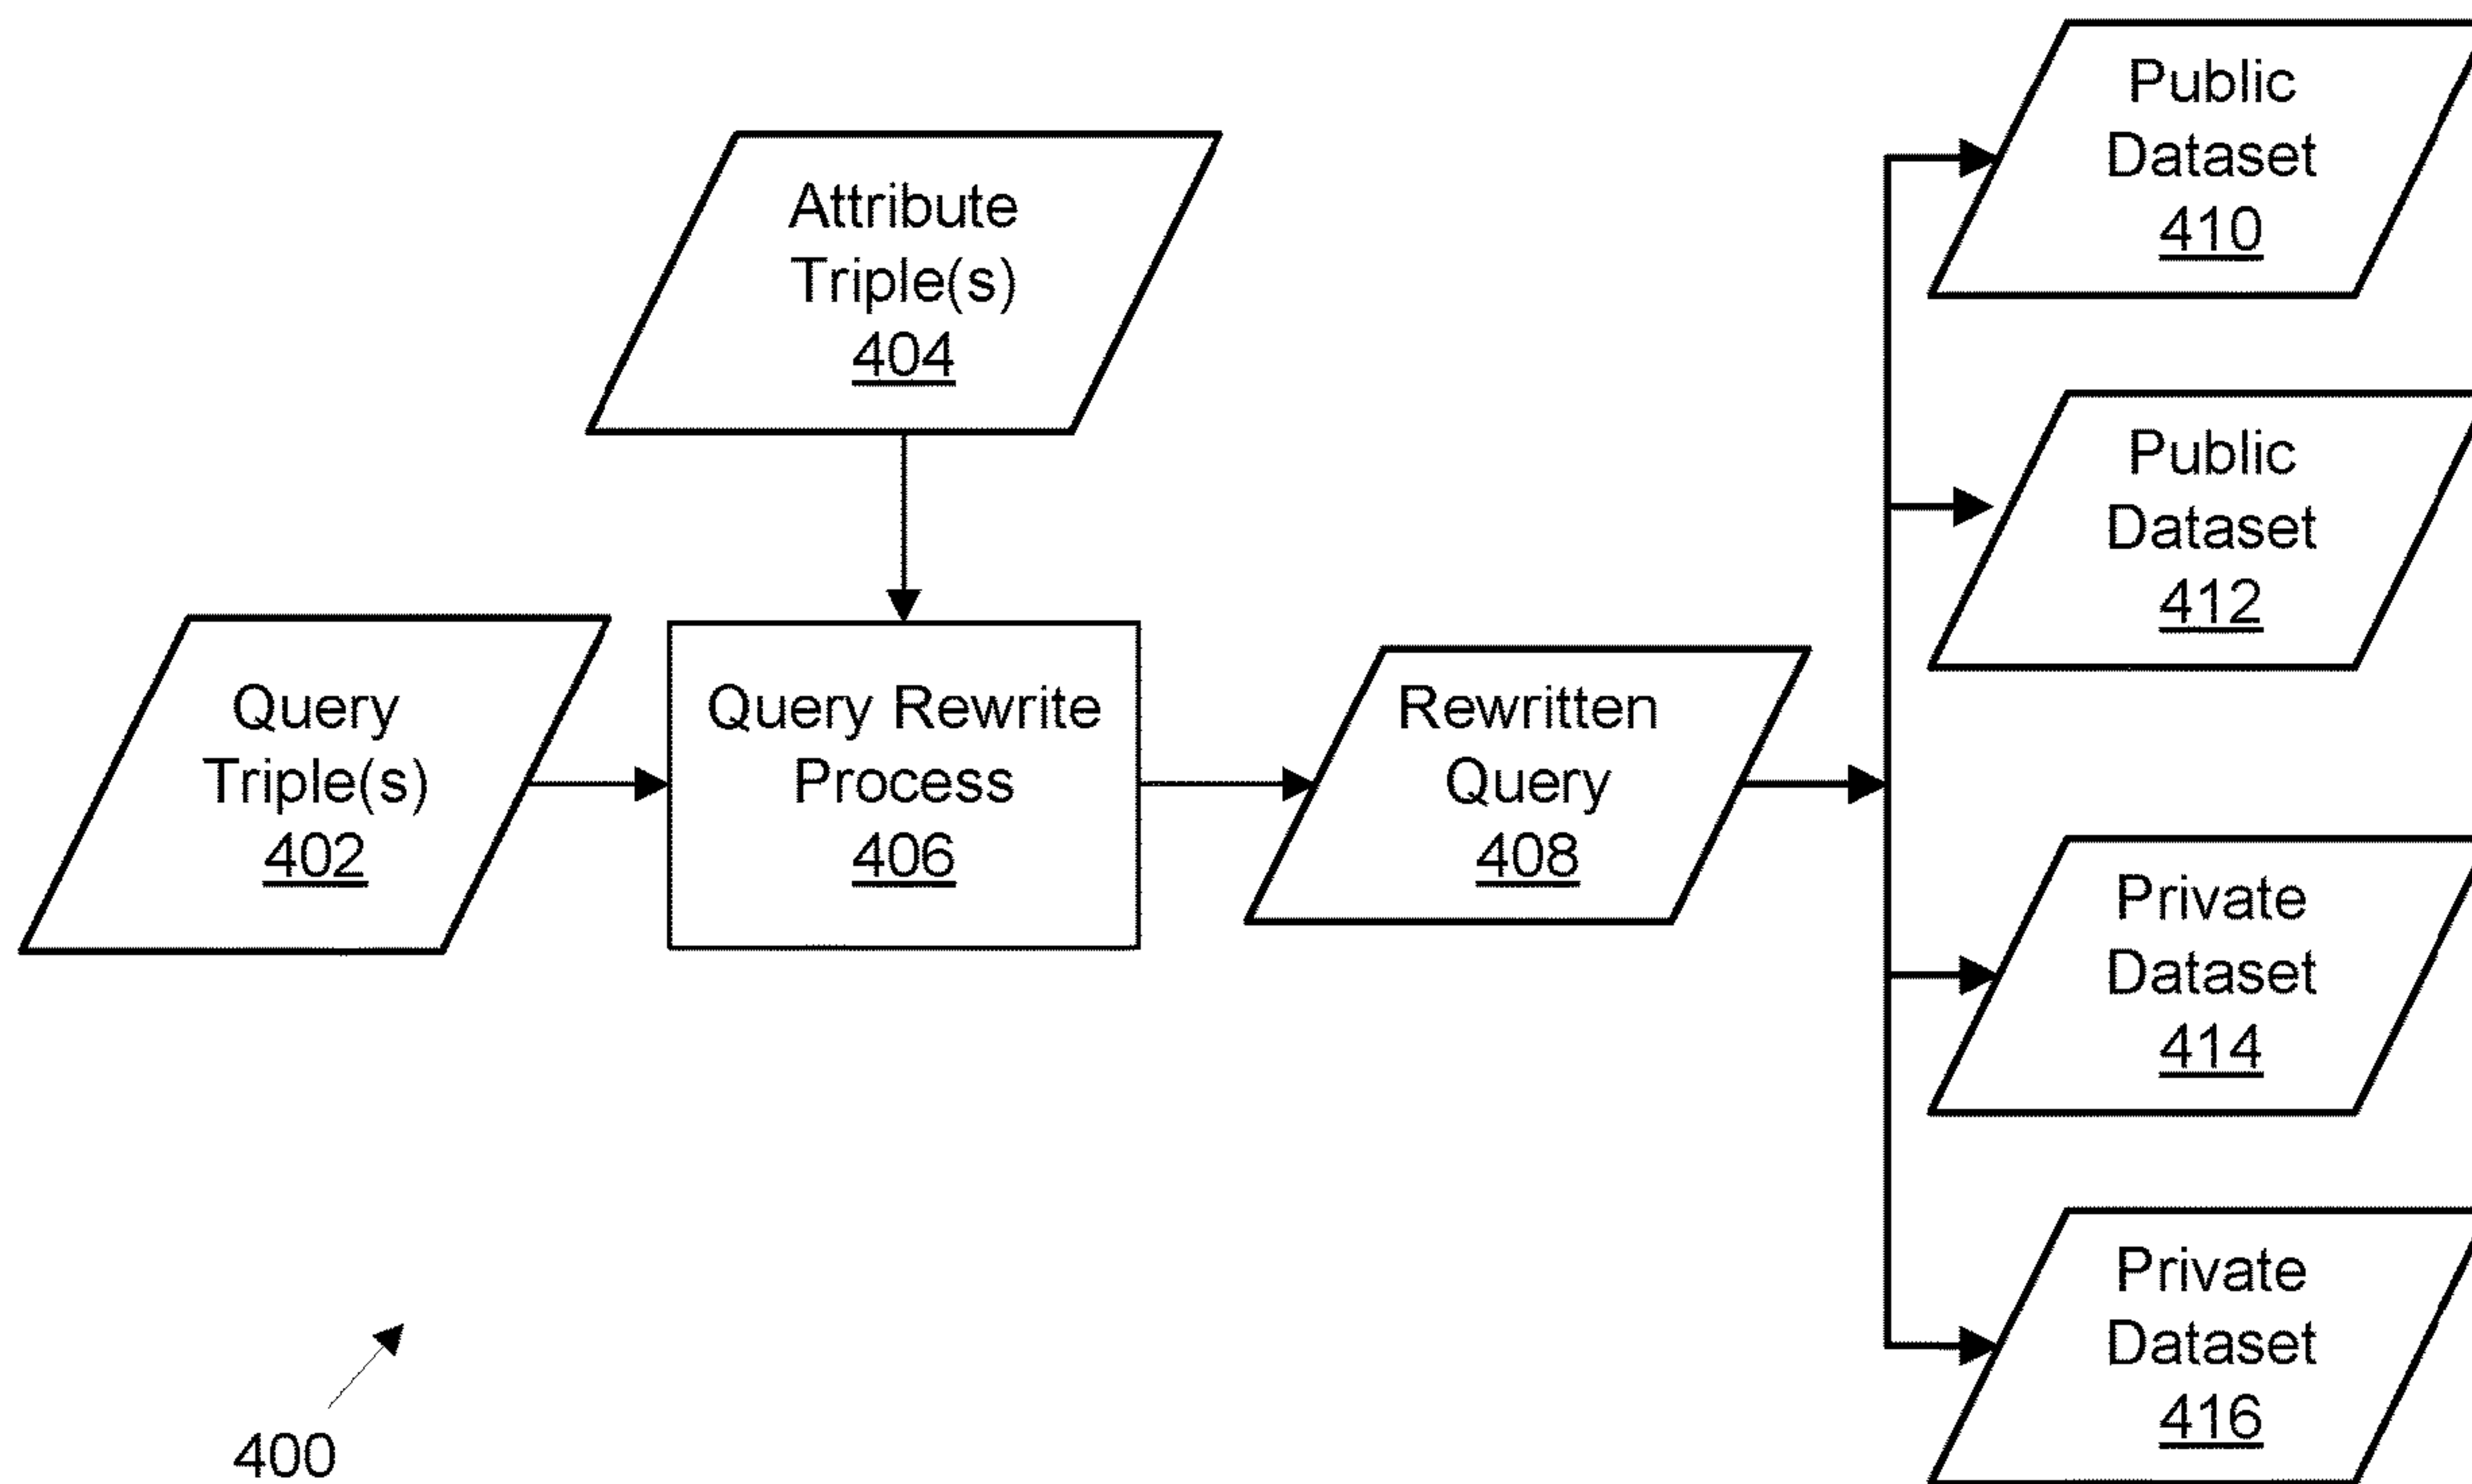 Public
Dataset
410
Attribute
Triple(s)
404
Public
Dataset
412
Query
Triple(s)
402
Query Rewrite
Process
406
Rewritten
Query
408
Private
Dataset
414
Private
Dataset
416
400